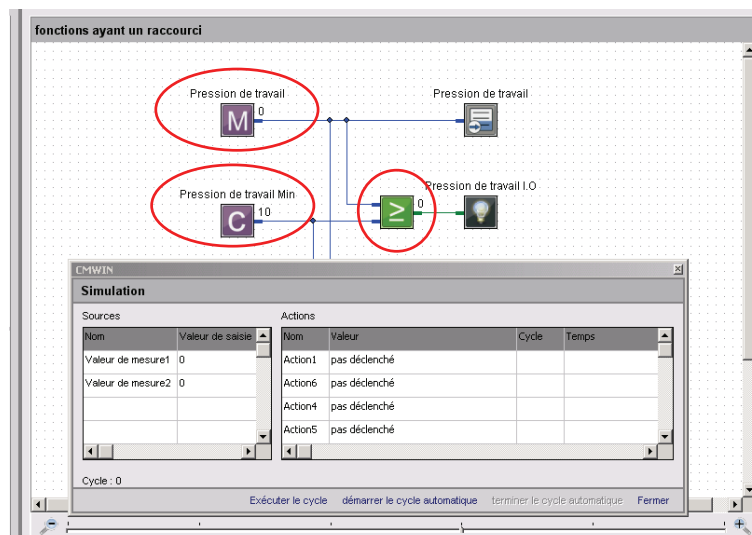 fonctions ayant un raccourci
Pression de travail
Pression de travail
M
0
Pression de travail Min
Pression de travail I.O
C
10
≥
0
CMWIN
Simulation
Sources
Actions
Nom Valeur de saisie
Nom Valeur Cycle Temps
Valeur de mesure1 0
Action1 pas déclenché
Valeur de mesure2 0
Action6 pas déclenché
Action4 pas déclenché
Action5 pas déclenché
Cycle : 0
Exécuter le cycle démarrer le cycle automatique terminer le cycle automatique Fermer